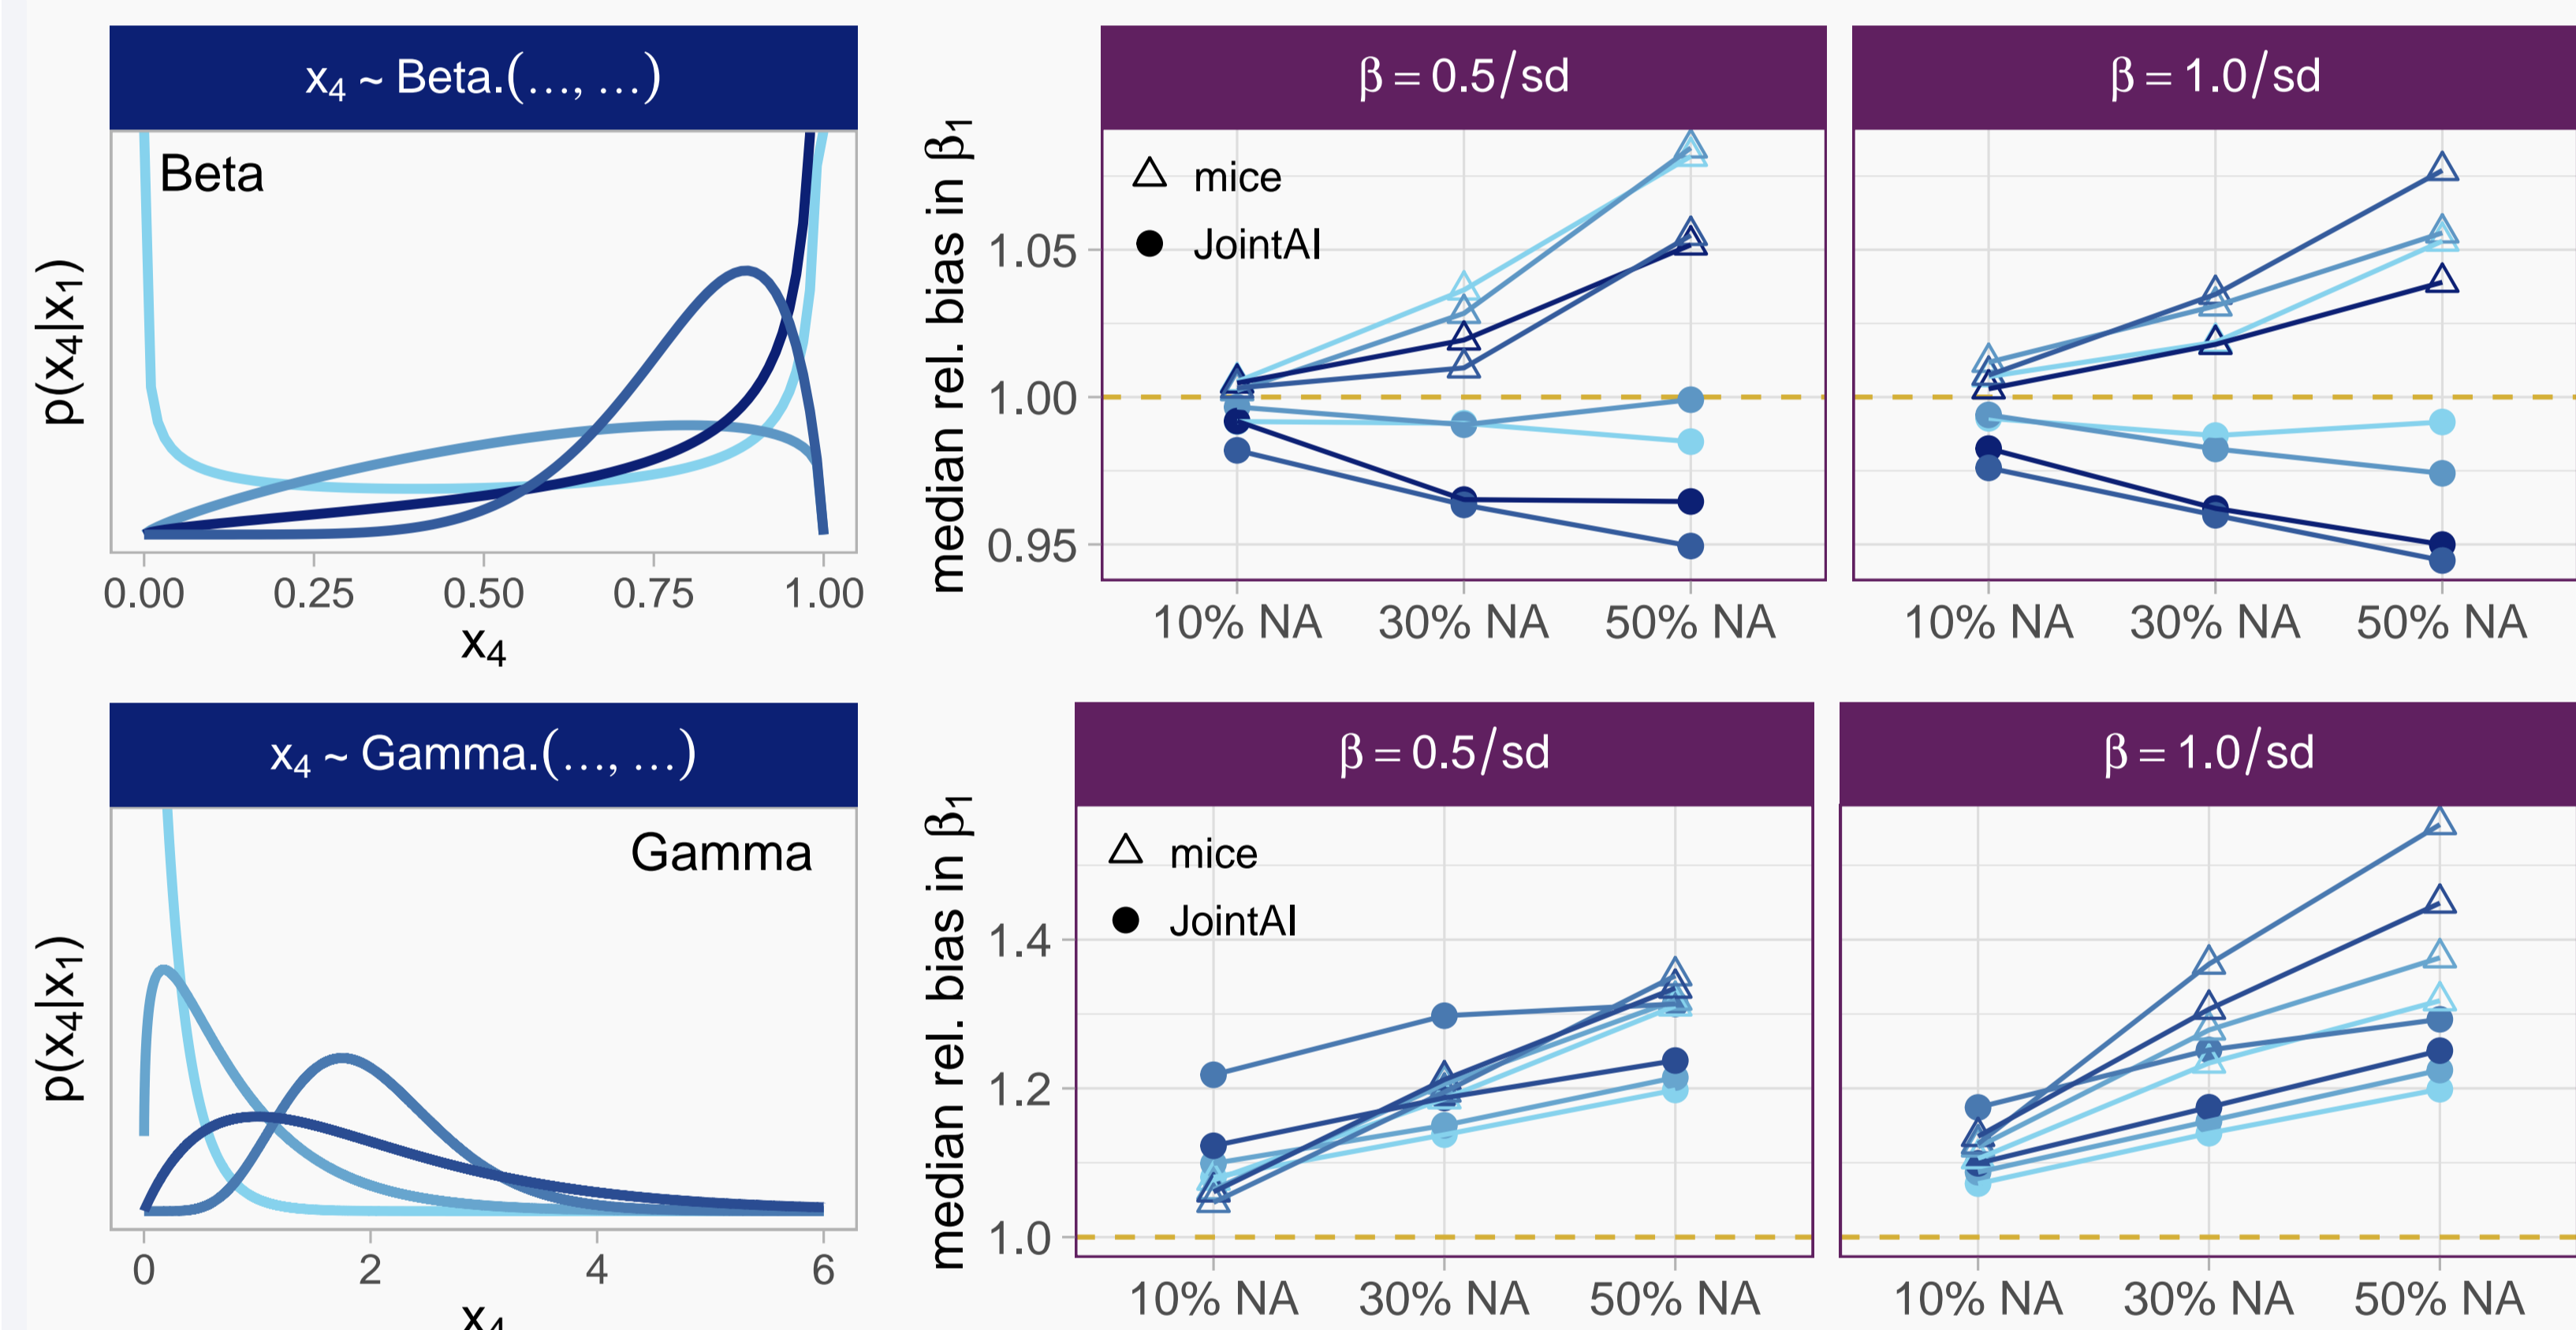 x₄ ~ Beta.(…, …)
Beta
p(x₄|x₁)
0.00 0.25 0.50 0.75 1.00
x₄
β = 0.5/sd
β = 1.0/sd
mice
JointAI
median rel. bias in β₁
1.05
1.00
0.95
10% NA 30% NA 50% NA
10% NA 30% NA 50% NA
x₄ ~ Gamma.(…, …)
Gamma
p(x₄|x₁)
0 2 4 6
x₄
β = 0.5/sd
β = 1.0/sd
mice
JointAI
median rel. bias in β₁
1.4
1.2
1.0
10% NA 30% NA 50% NA
10% NA 30% NA 50% NA